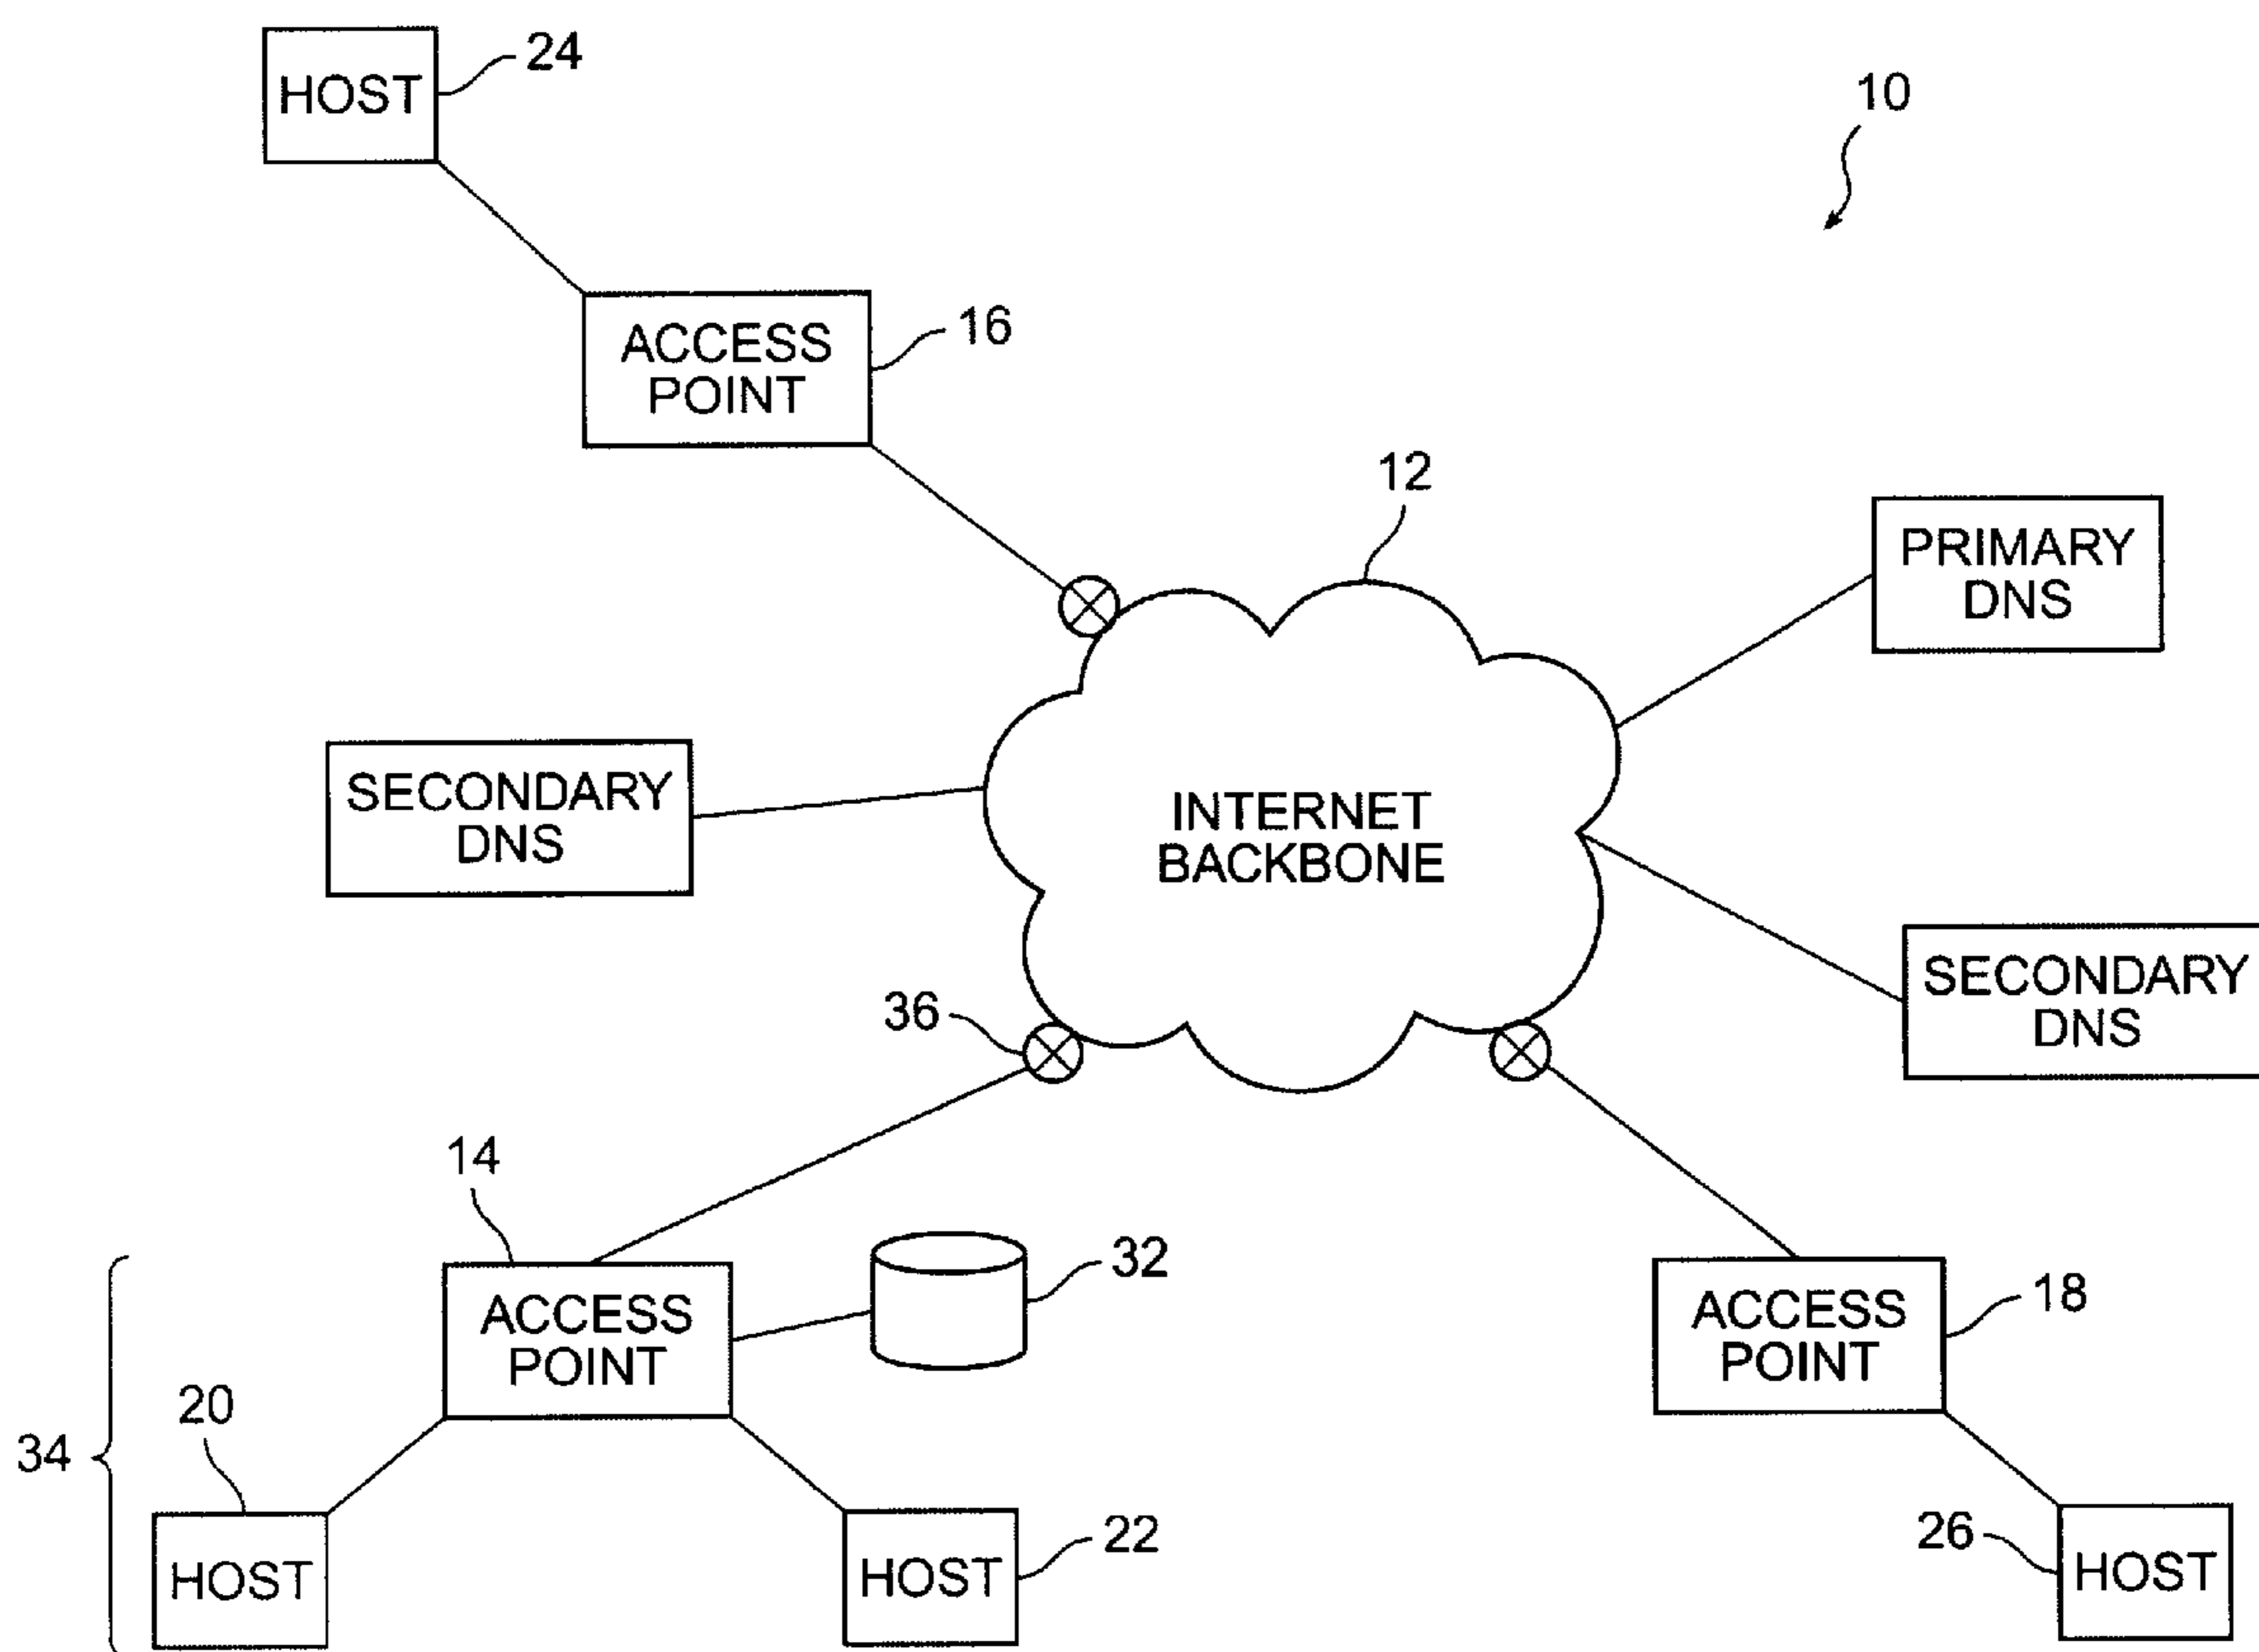 HOST
24
10
ACCESS
POINT
16
12
PRIMARY
DNS
SECONDARY
DNS
INTERNET
BACKBONE
SECONDARY
DNS
36
14
ACCESS
POINT
32
ACCESS
POINT
18
34
20
HOST
HOST
22
26
HOST